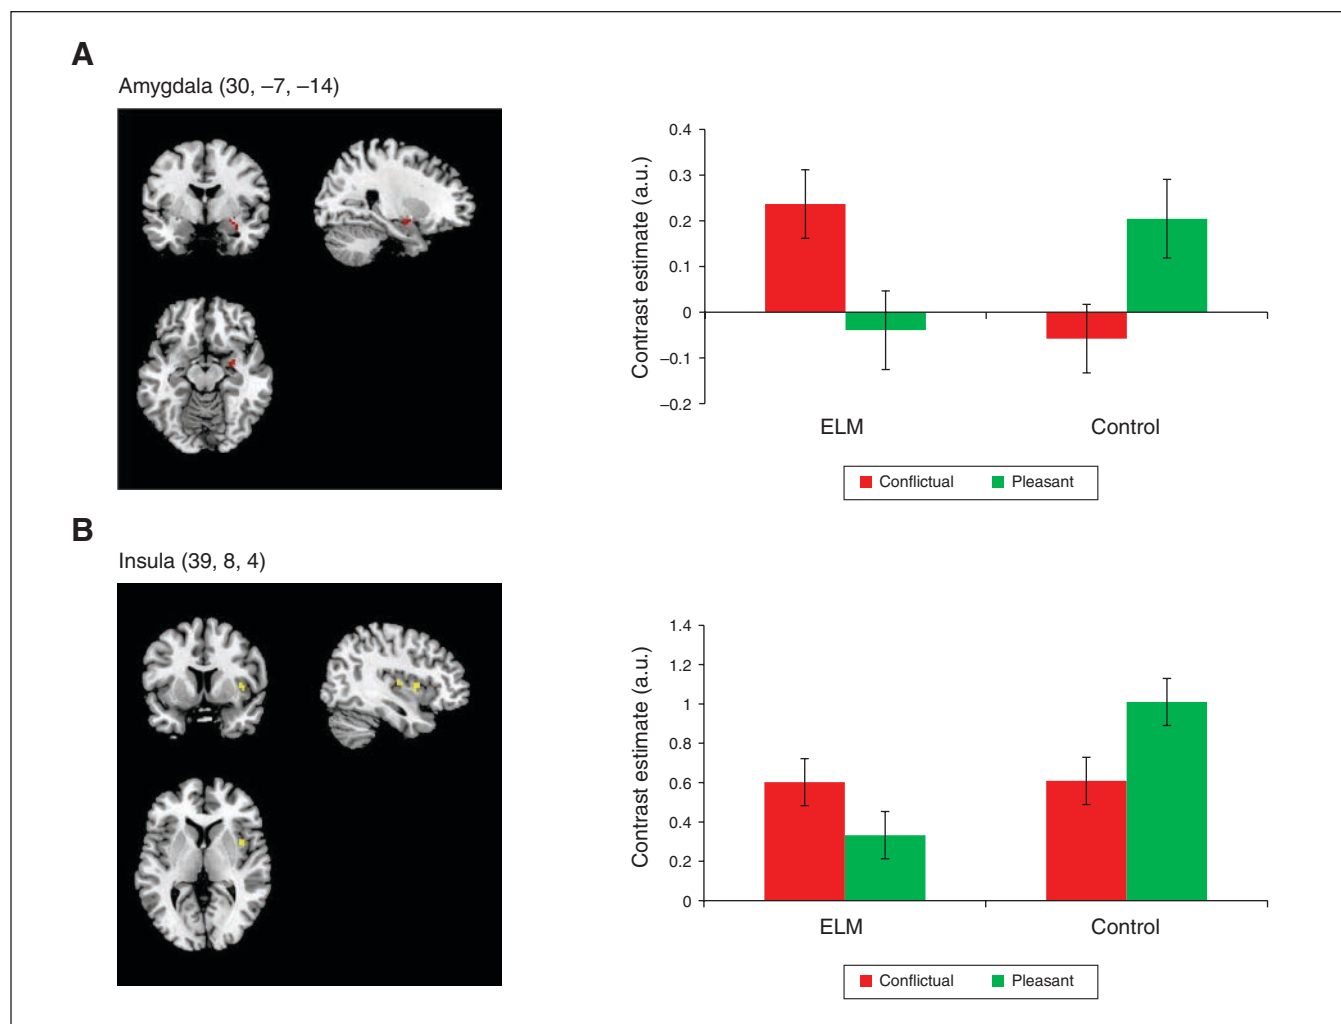 A
Amygdala (30, –7, –14)
Contrast estimate (a.u.)
0.4
0.3
0.2
0.1
0
–0.1
–0.2
ELM
Control
Conflictual
Pleasant
B
Insula (39, 8, 4)
Contrast estimate (a.u.)
1.4
1.2
1
0.8
0.6
0.4
0.2
0
ELM
Control
Conflictual
Pleasant